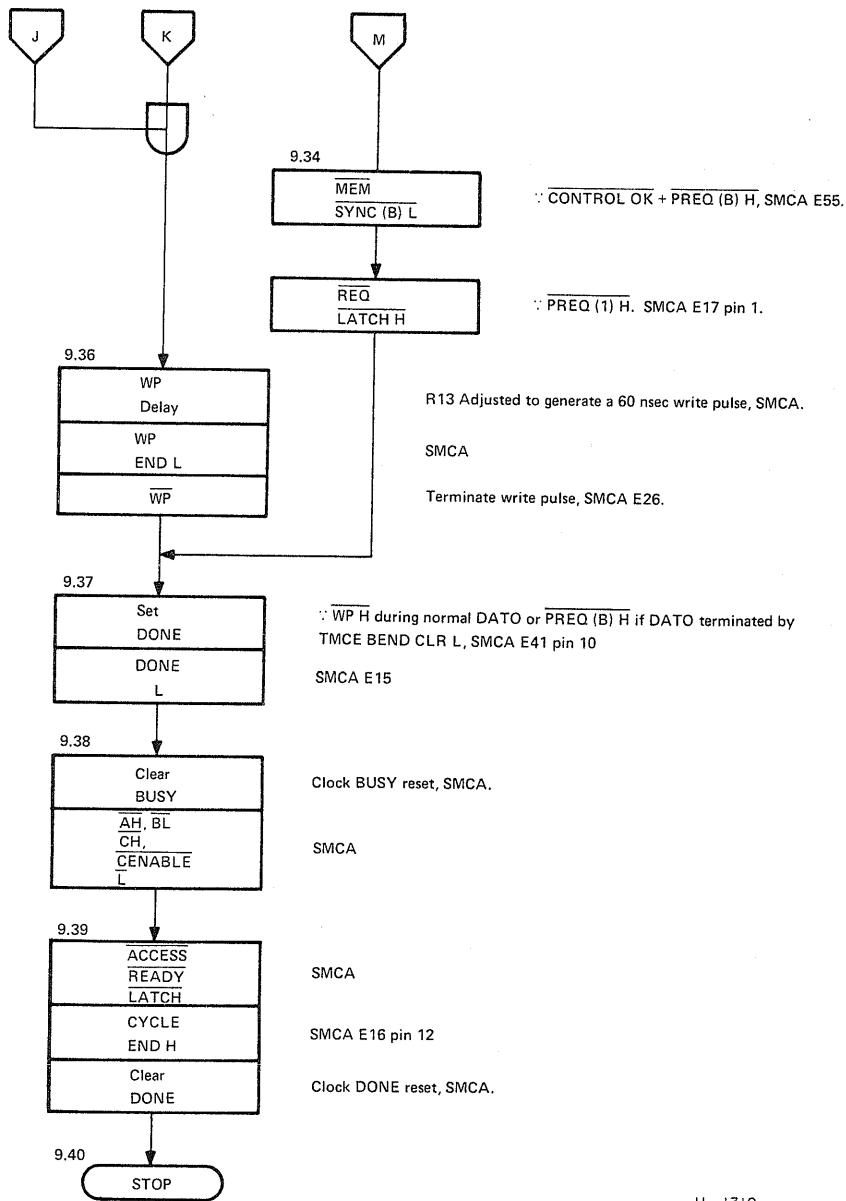 J
K
M
9.34
MEM
SYNC (B) L
∵ CONTROL OK + PREQ (B) H, SMCA E55.
REQ
LATCH H
∵ PREQ (1) H. SMCA E17 pin 1.
9.36
WP
Delay
R13 Adjusted to generate a 60 nsec write pulse, SMCA.
WP
END L
SMCA
WP
Terminate write pulse, SMCA E26.
9.37
Set
DONE
∵ WP H during normal DATO or PREQ (B) H if DATO terminated by
TMCE BEND CLR L, SMCA E41 pin 10
DONE
L
SMCA E15
9.38
Clear
BUSY
Clock BUSY reset, SMCA.
AH, BL
CH,
CENABLE
L
SMCA
9.39
ACCESS
READY
LATCH
SMCA
CYCLE
END H
SMCA E16 pin 12
Clear
DONE
Clock DONE reset, SMCA.
9.40
STOP